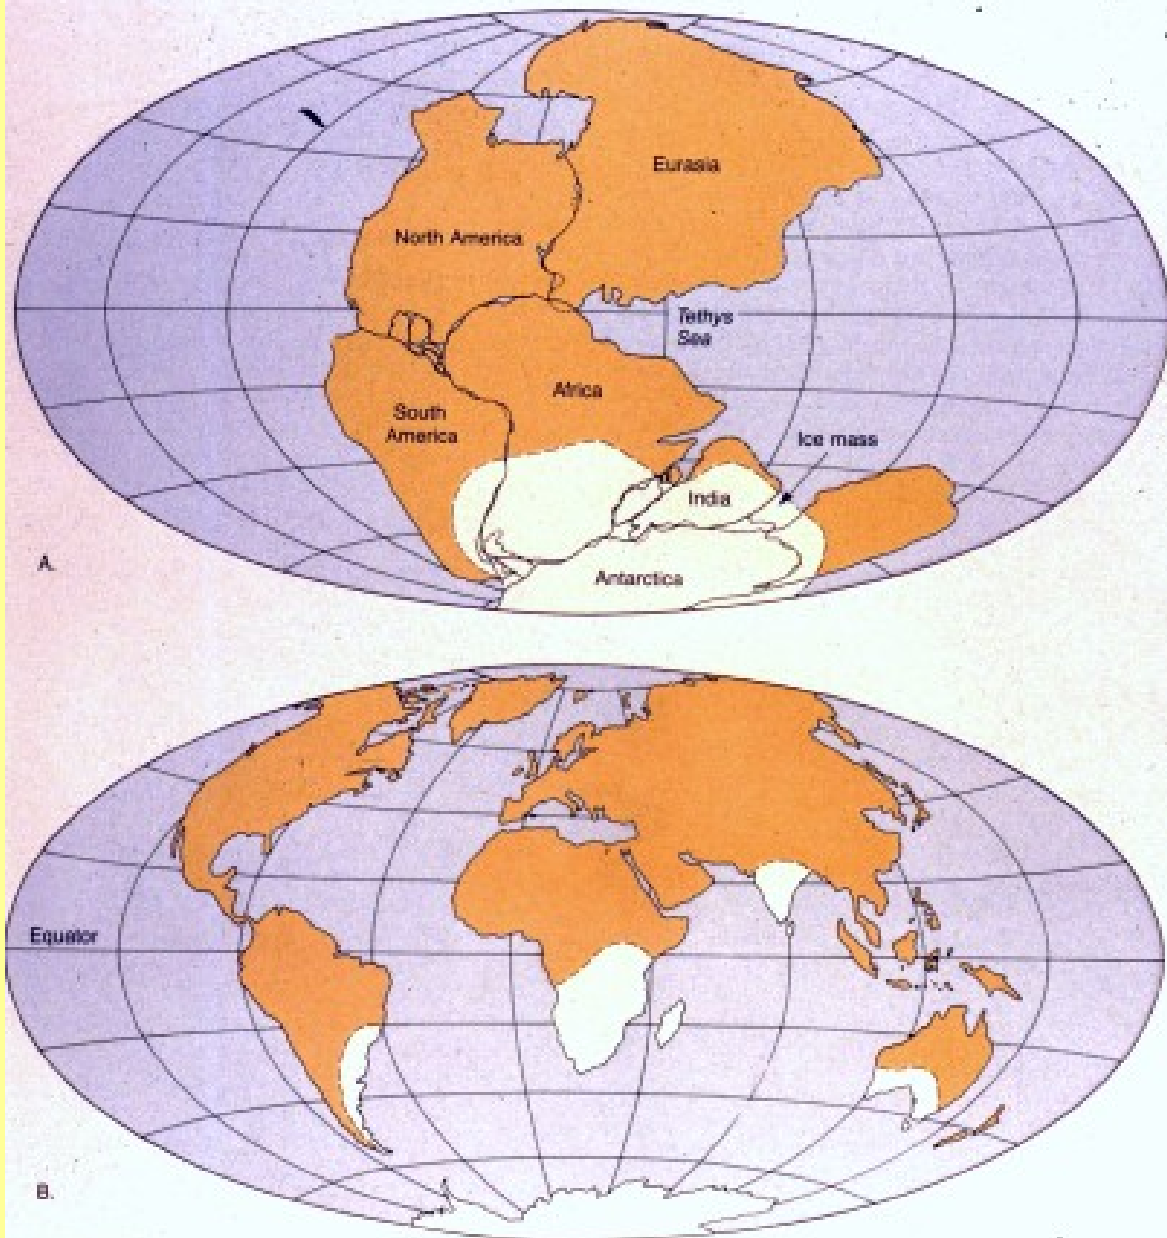 Eurasia
North America
Tethys
Sea
Africa
South
America
Ice mass
India
A.
Antarctica
Equator
B.